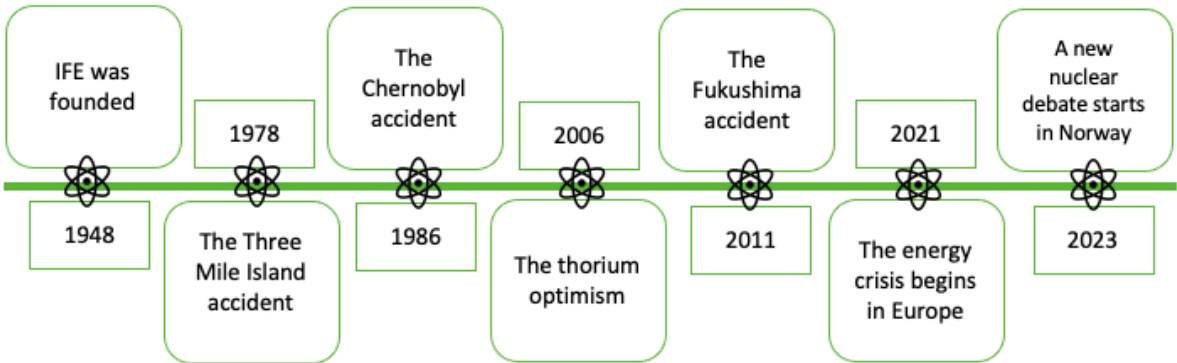 IFE was
founded
1948
1978
The Three
Mile Island
accident
The
Chernobyl
accident
1986
2006
The thorium
optimism
The
Fukushima
accident
2011
2021
The energy
crisis begins
in Europe
A new
nuclear
debate starts
in Norway
2023